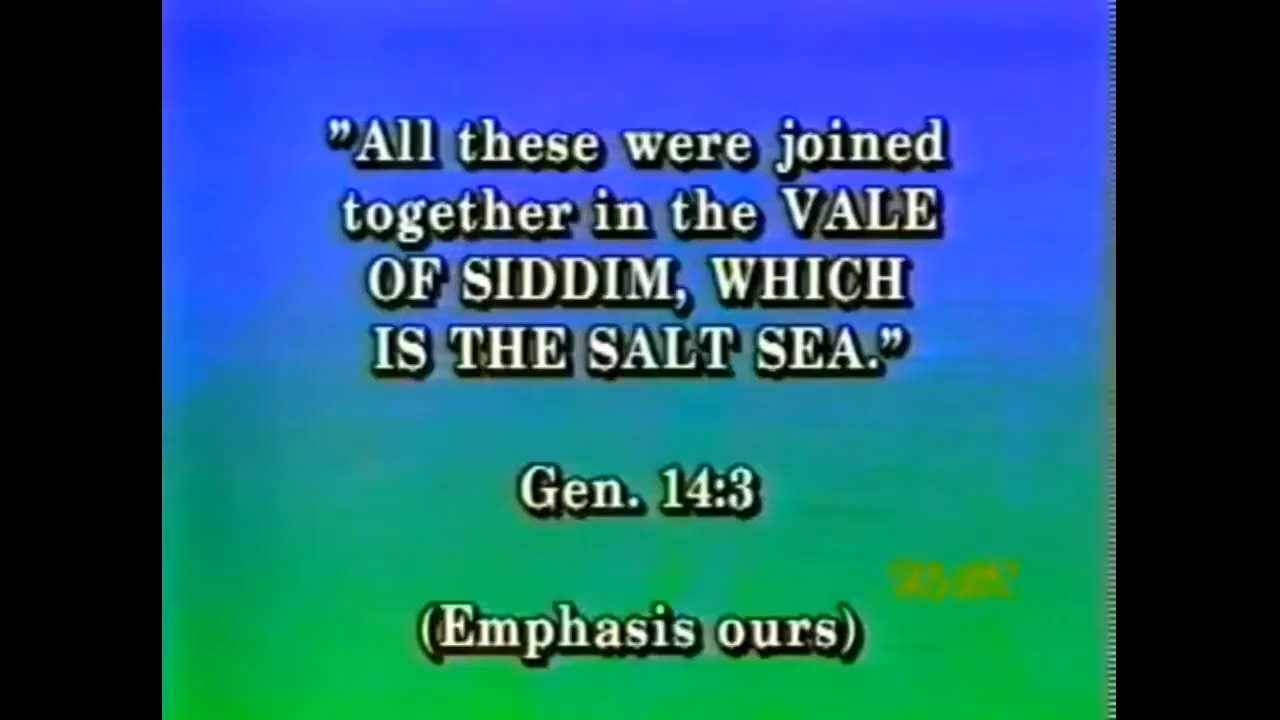 ”All these were joined
together in the VALE
OF SIDDIM, WHICH
IS THE SALT SEA.”
Gen. 14:3
(Emphasis ours)